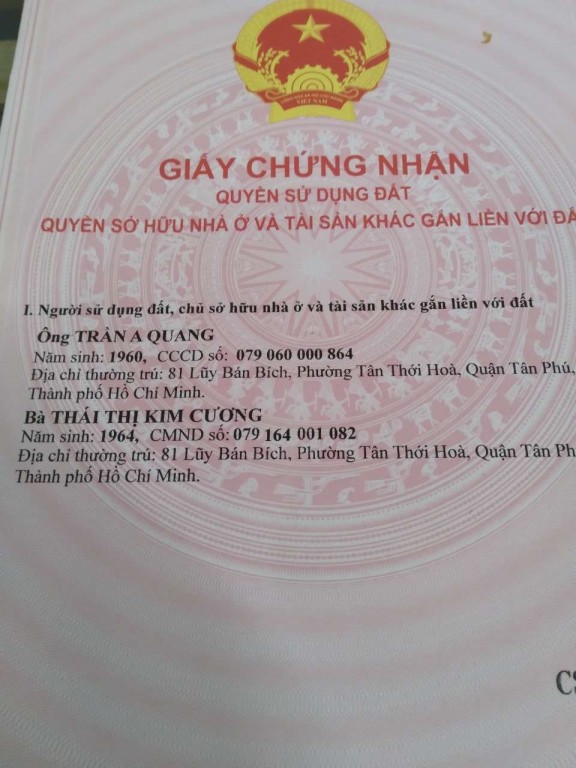 VIỆT NAM
GIẤY CHỨNG NHẬN
QUYỀN SỬ DỤNG ĐẤT
QUYỀN SỞ HỮU NHÀ Ở VÀ TÀI SẢN KHÁC GẮN LIỀN VỚI ĐẤ
I. Người sử dụng đất, chủ sở hữu nhà ở và tài sản khác gắn liền với đất
Ông TRẦN A QUANG
Năm sinh: 1960, CCCD số: 079 060 000 864
Địa chỉ thường trú: 81 Lũy Bán Bích, Phường Tân Thới Hoà, Quận Tân Phú,
Thành phố Hồ Chí Minh.
Bà THÁI THỊ KIM CƯƠNG
Năm sinh: 1964, CMND số: 079 164 001 082
Địa chỉ thường trú: 81 Lũy Bán Bích, Phường Tân Thới Hoà, Quận Tân Ph
Thành phố Hồ Chí Minh.
CS